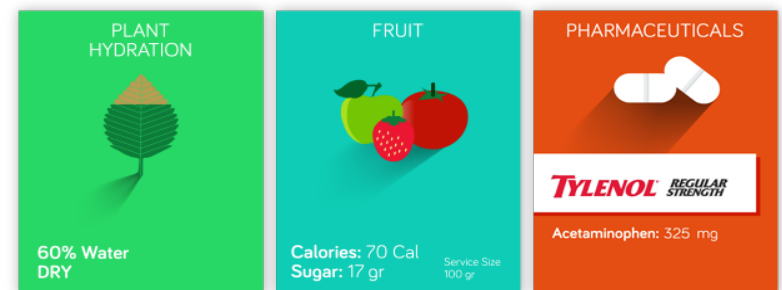 PLANT
HYDRATION
60% Water
DRY
FRUIT
Calories: 70 Cal
Sugar: 17 gr
Service Size
100 gr
PHARMACEUTICALS
TYLENOL REGULAR
STRENGTH
Acetaminophen: 325 mg